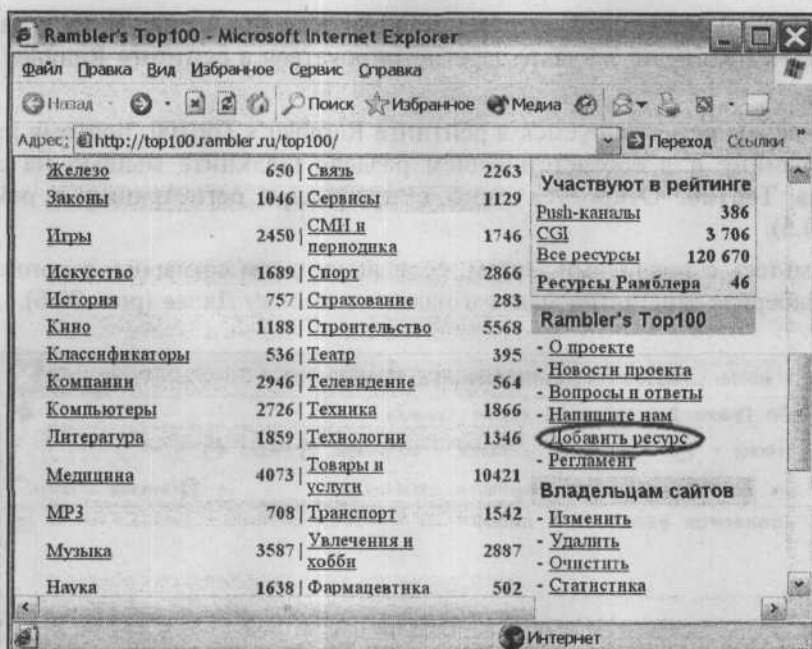 Rambler's Top100 - Microsoft Internet Explorer
Файл Правка Вид Избранное Сервис Справка
Назад Поиск Избранное Медиа
Адрес: http://top100.rambler.ru/top100/ Переход Ссылки »
Железо 650 | Связь 2263
Законы 1046 | Сервисы 1129
Игры 2450 | СМИ и периодика 1746
Искусство 1689 | Спорт 2866
История 757 | Страхование 283
Кино 1188 | Строительство 5568
Классификаторы 536 | Театр 395
Компании 2946 | Телевидение 564
Компьютеры 2726 | Техника 1866
Литература 1859 | Технологии 1346
Медицина 4073 | Товары и услуги 10421
MP3 708 | Транспорт 1542
Музыка 3587 | Увлечения и хобби 2887
Наука 1638 | Фармацевтика 502
Участвуют в рейтинге
Push-каналы 386
CGI 3 706
Все ресурсы 120 670
Ресурсы Рамблера 46
Rambler's Top100
- О проекте
- Новости проекта
- Вопросы и ответы
- Напишите нам
- Добавить ресурс
- Регламент
Владельцам сайтов
- Изменить
- Удалить
- Очистить
- Статистика
Интернет